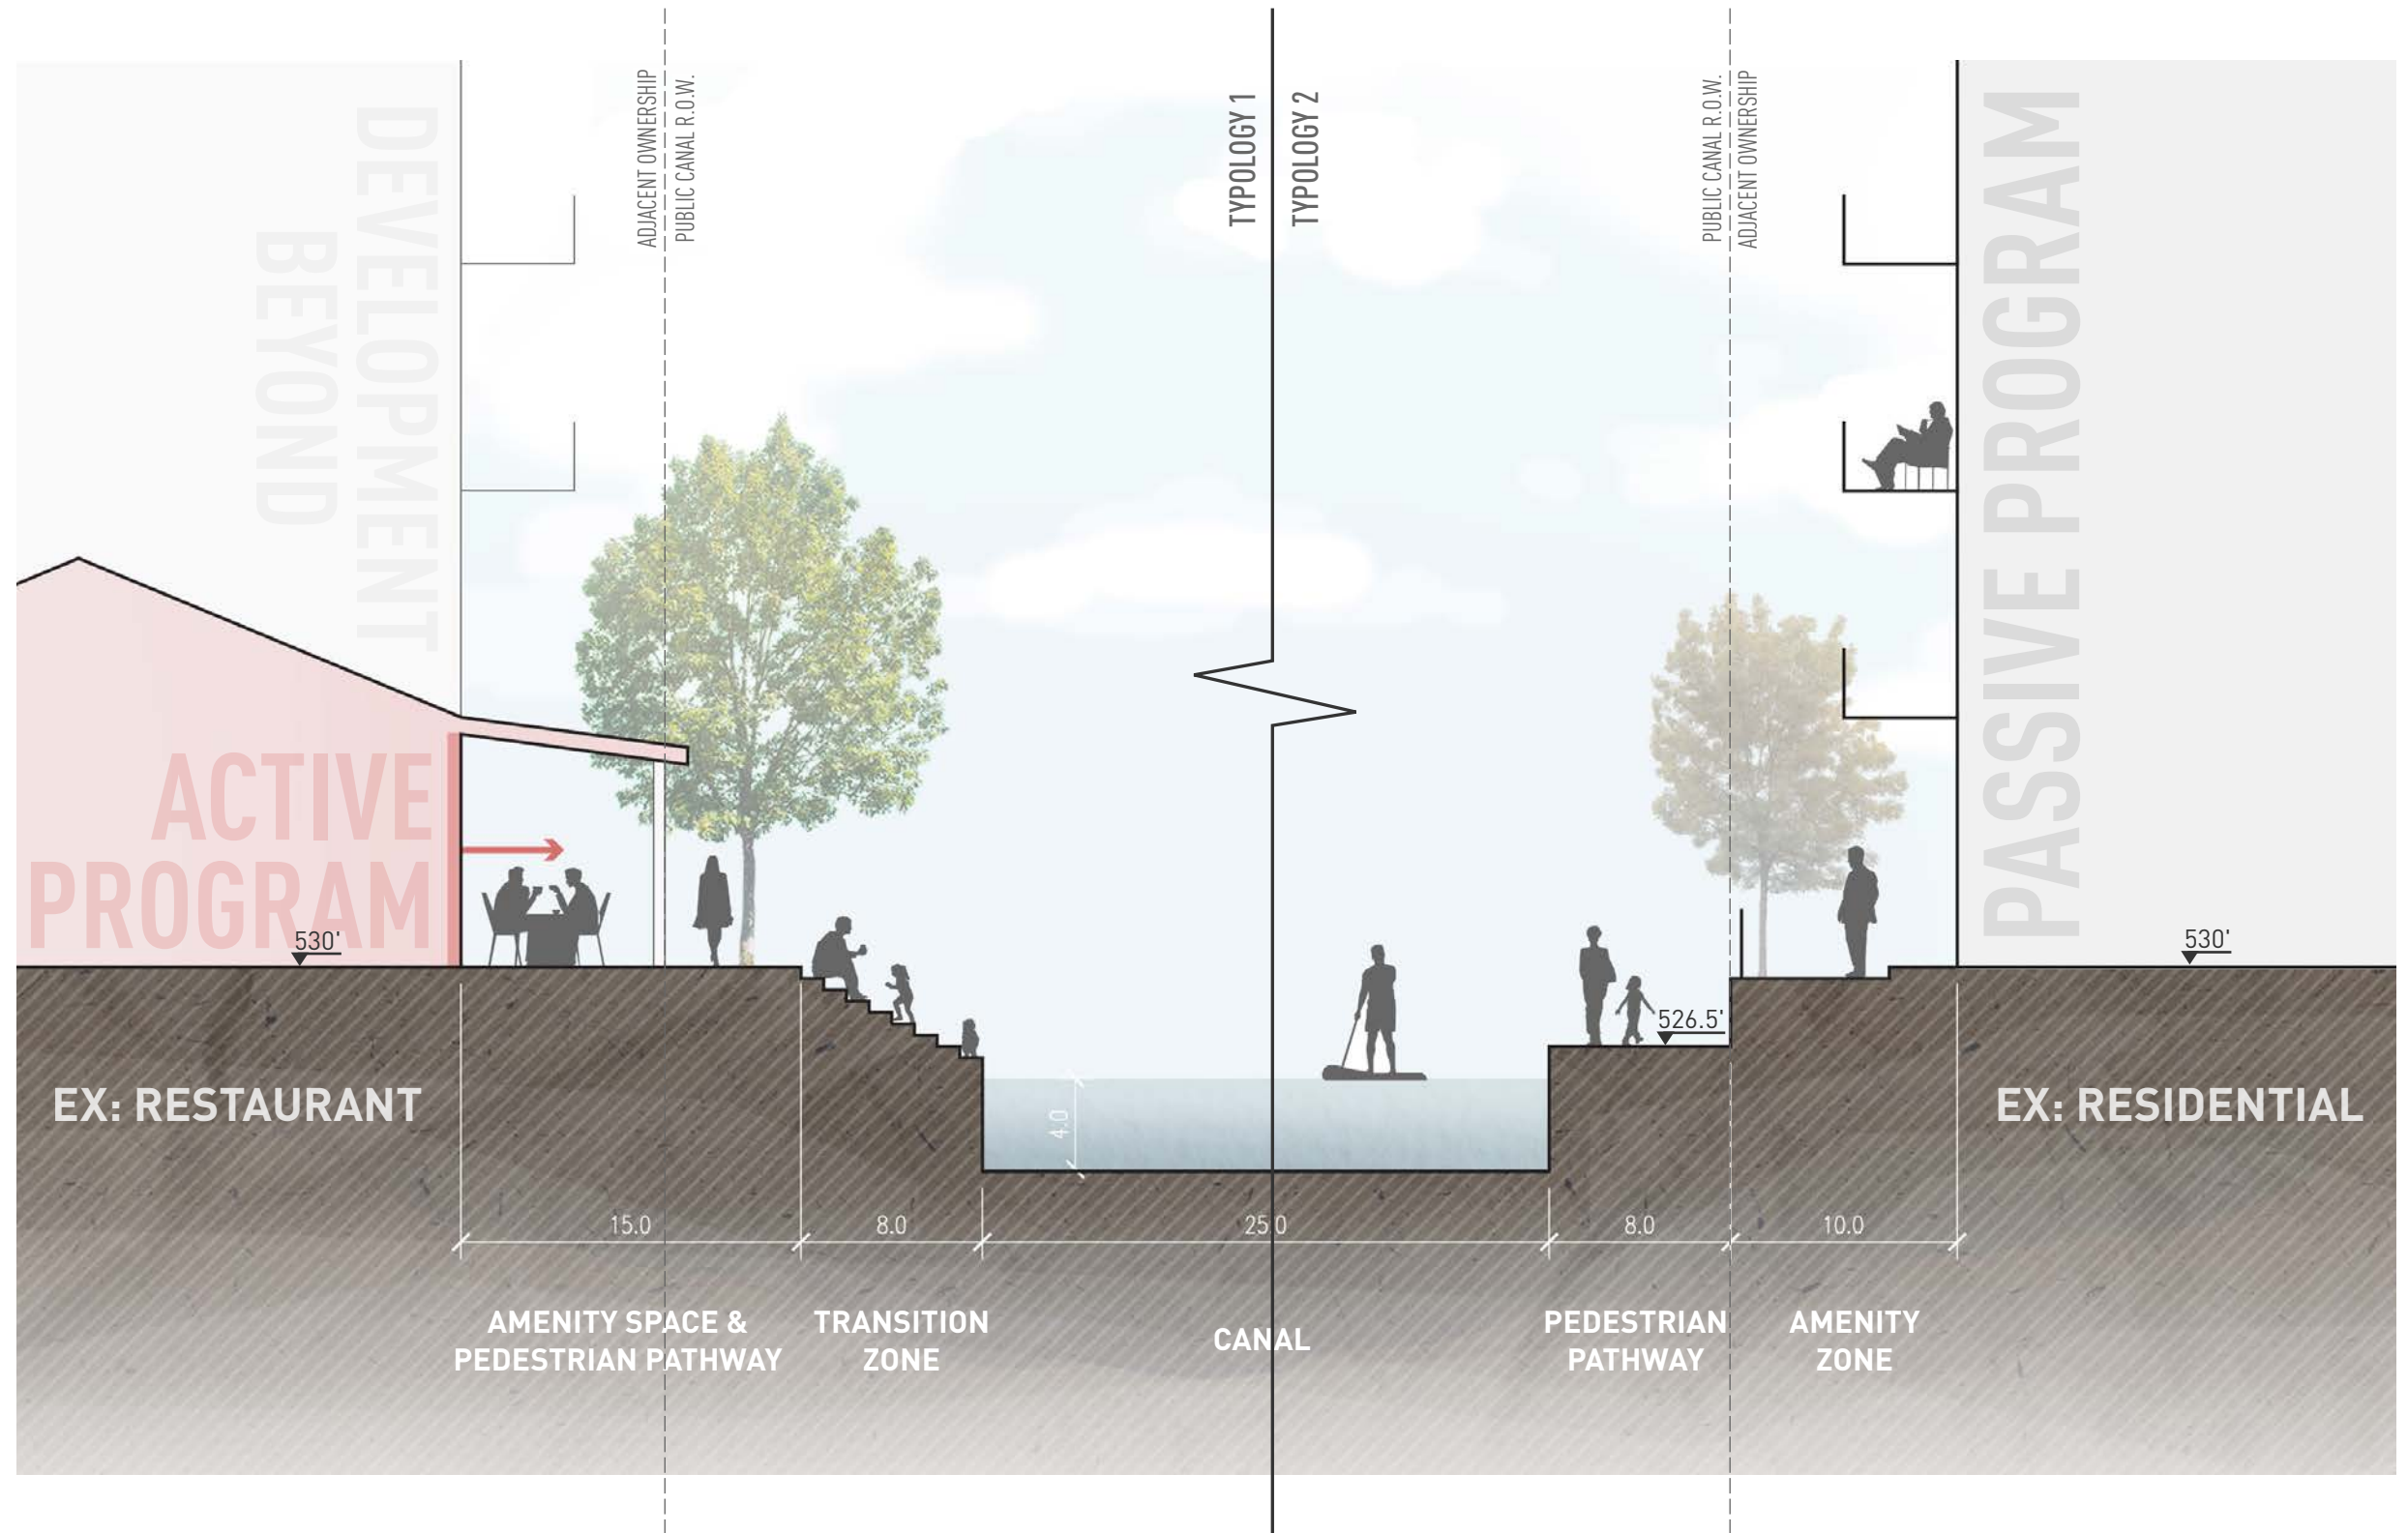 ADJACENT OWNERSHIP
PUBLIC CANAL R.O.W.
TYPOLOGY 1
TYPOLOGY 2
PUBLIC CANAL R.O.W.
ADJACENT OWNERSHIP
DEVELOPMENT
BEYOND
PASSIVE PROGRAM
ACTIVE
PROGRAM
530'
530'
526.5'
EX: RESTAURANT
4.0
EX: RESIDENTIAL
15.0
8.0
25.0
8.0
10.0
AMENITY SPACE &
PEDESTRIAN PATHWAY
TRANSITION
ZONE
CANAL
PEDESTRIAN
PATHWAY
AMENITY
ZONE